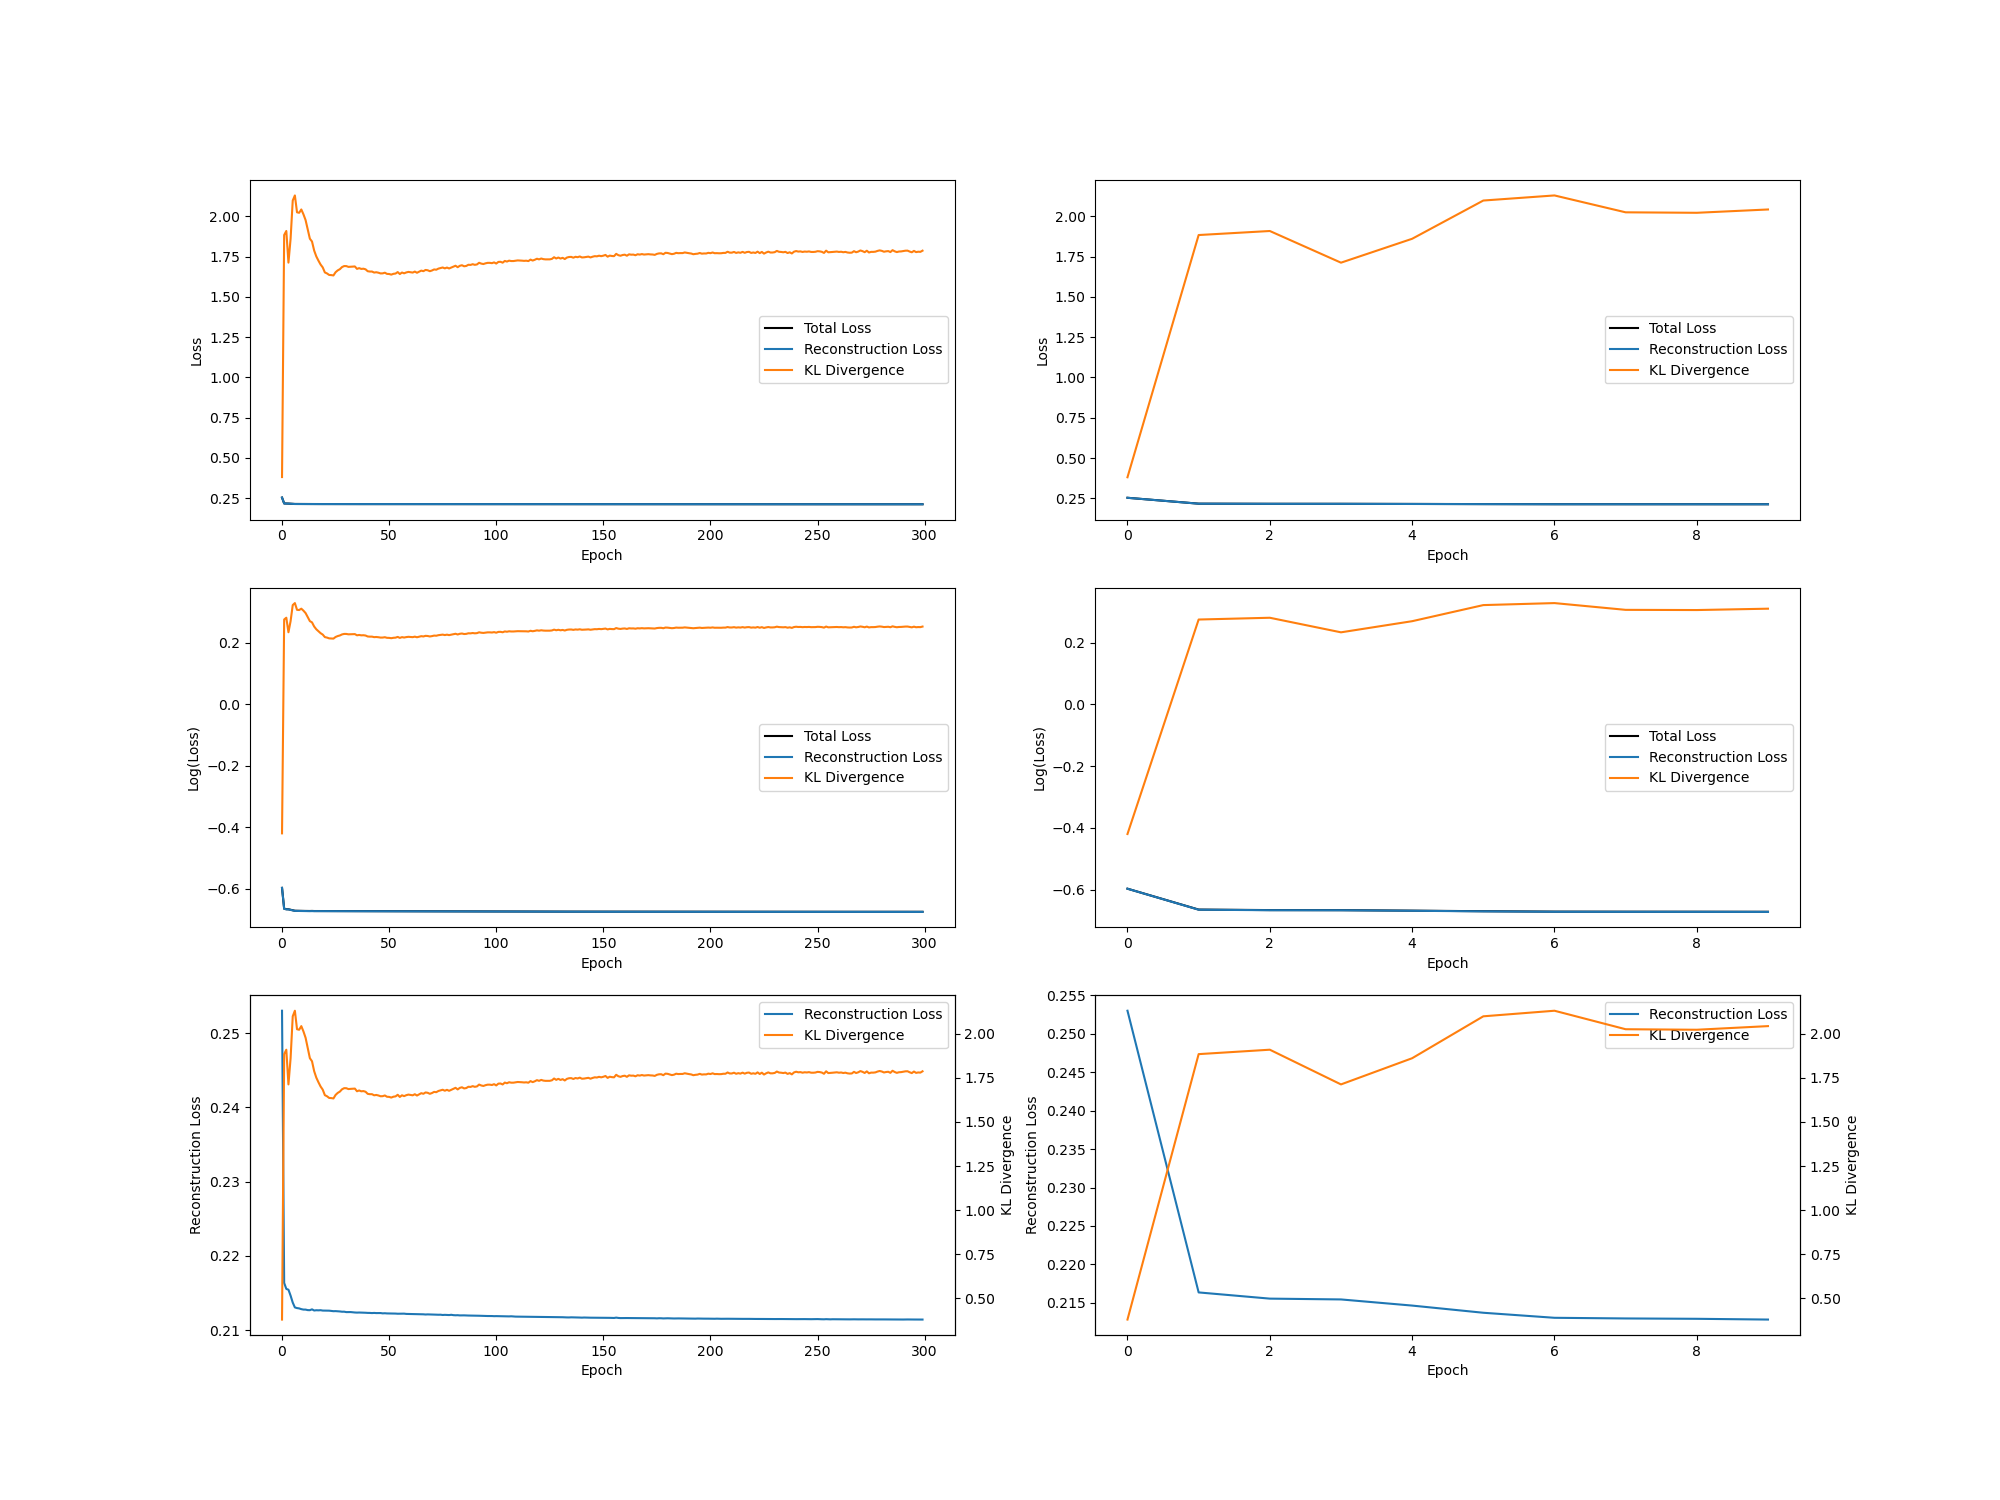 2.00
1.75
1.50
1.25
1.00
0.75
0.50
0.25
Loss
0 50 100 150 200 250 300
Epoch
Total Loss
Reconstruction Loss
KL Divergence
2.00
1.75
1.50
1.25
1.00
0.75
0.50
0.25
Loss
0 2 4 6 8
Epoch
Total Loss
Reconstruction Loss
KL Divergence
0.2
0.0
−0.2
−0.4
−0.6
Log(Loss)
0 50 100 150 200 250 300
Epoch
Total Loss
Reconstruction Loss
KL Divergence
0.2
0.0
−0.2
−0.4
−0.6
Log(Loss)
0 2 4 6 8
Epoch
Total Loss
Reconstruction Loss
KL Divergence
0.25
0.24
0.23
0.22
0.21
Reconstruction Loss
0 50 100 150 200 250 300
Epoch
Reconstruction Loss
KL Divergence
2.00
1.75
1.50
1.25
1.00
0.75
0.50
KL Divergence
0.255
0.250
0.245
0.240
0.235
0.230
0.225
0.220
0.215
Reconstruction Loss
0 2 4 6 8
Epoch
Reconstruction Loss
KL Divergence
2.00
1.75
1.50
1.25
1.00
0.75
0.50
KL Divergence